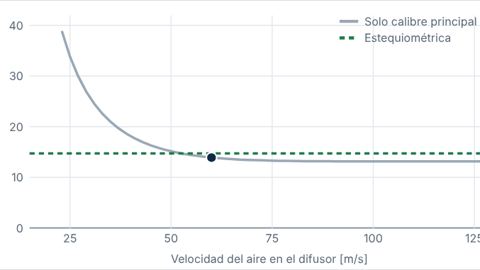 40
Solo calibre principal
Estequiométrica
30
20
10
0
25 50 75 100 125
Velocidad del aire en el difusor [m/s]